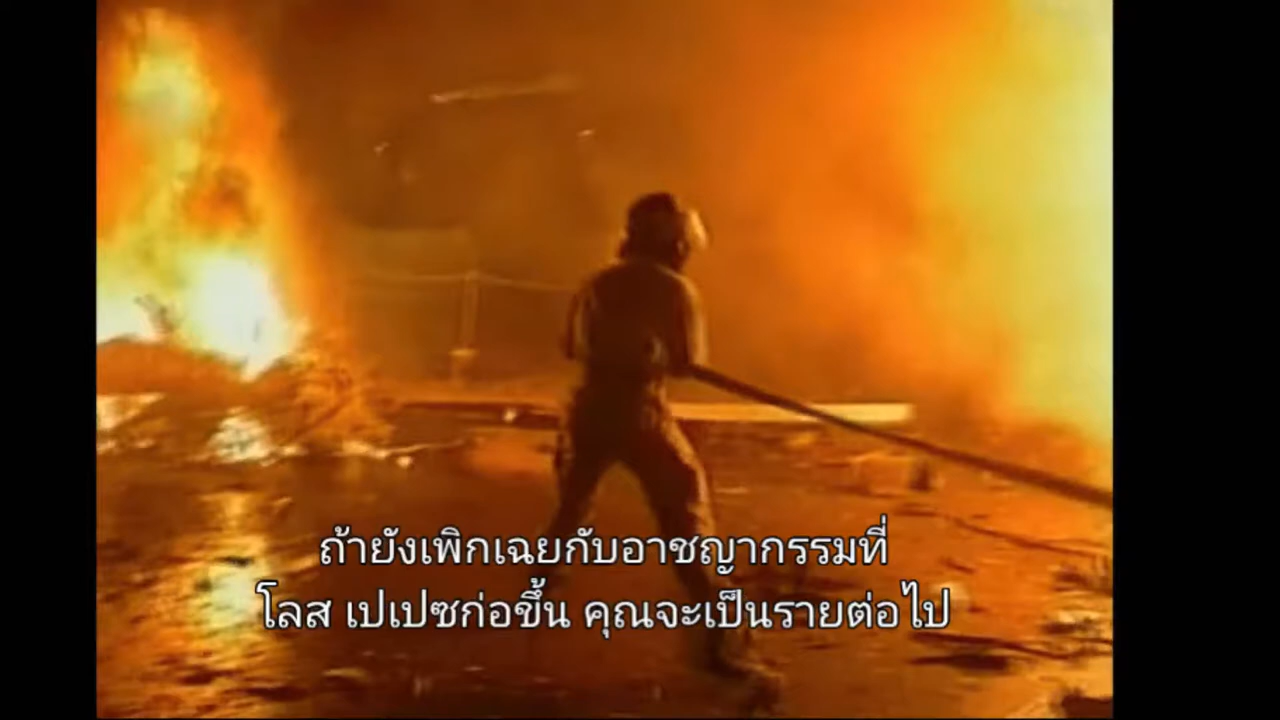 ถ้ายังเพิกเฉยกับอาชญากรรมที่
โลส เปเปซก่อขึ้น คุณจะเป็นรายต่อไป